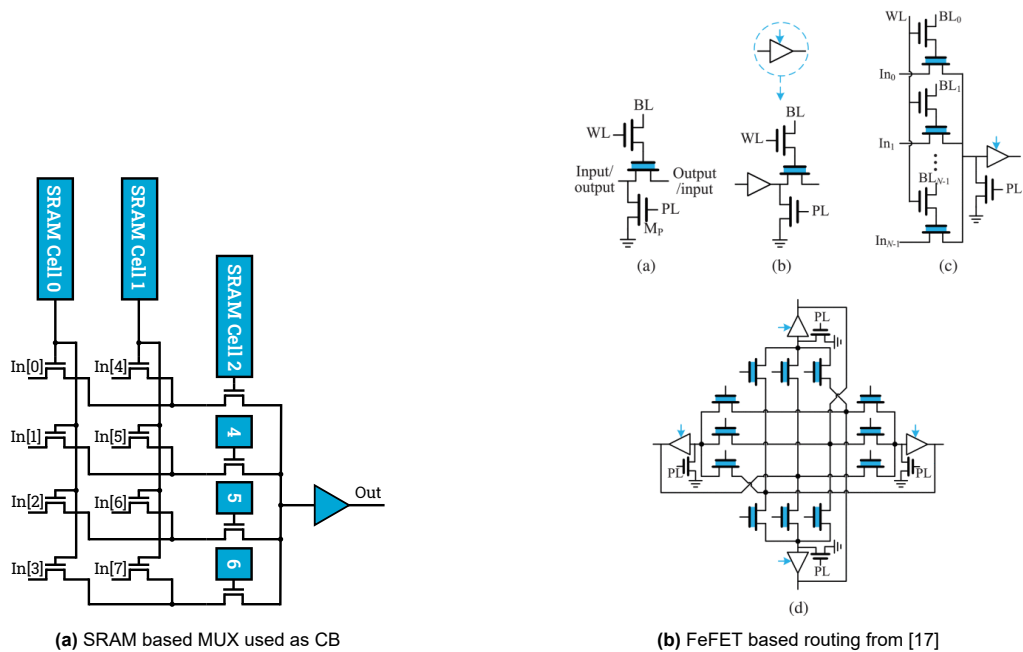 SRAM Cell 0
SRAM Cell 1
SRAM Cell 2
In[0]
In[4]
In[1]
In[5]
4
In[2]
In[6]
5
In[3]
In[7]
6
Out
(a) SRAM based MUX used as CB
BL
WL
Input/
output
Output
/input
PL
M_P
(a)
BL
WL
PL
(b)
WL
BL₀
In₀
BL₁
In₁
BL_N-1
In_N-1
PL
(c)
PL
PL
PL
PL
(d)
(b) FeFET based routing from [17]